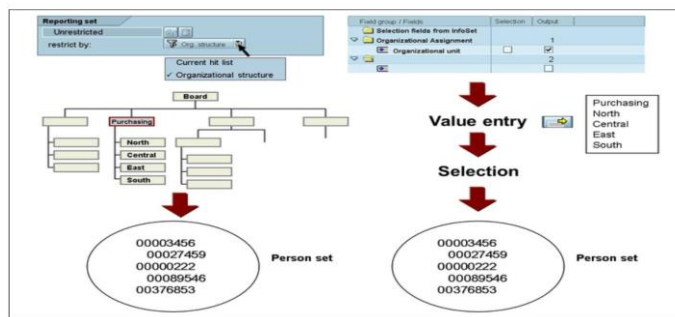 Reporting set
Unrestricted
restrict by:
Org. structure
Current hit list
✓ Organizational structure
Board
Purchasing
North
Central
East
South
00003456
00027459
00000222
00089546
00376853
Person set
Field group / Fields
Selection
Output
Selection fields from InfoSet
Organizational Assignment
1
Organizational unit
2
Value entry
Purchasing
North
Central
East
South
Selection
00003456
00027459
00000222
00089546
00376853
Person set